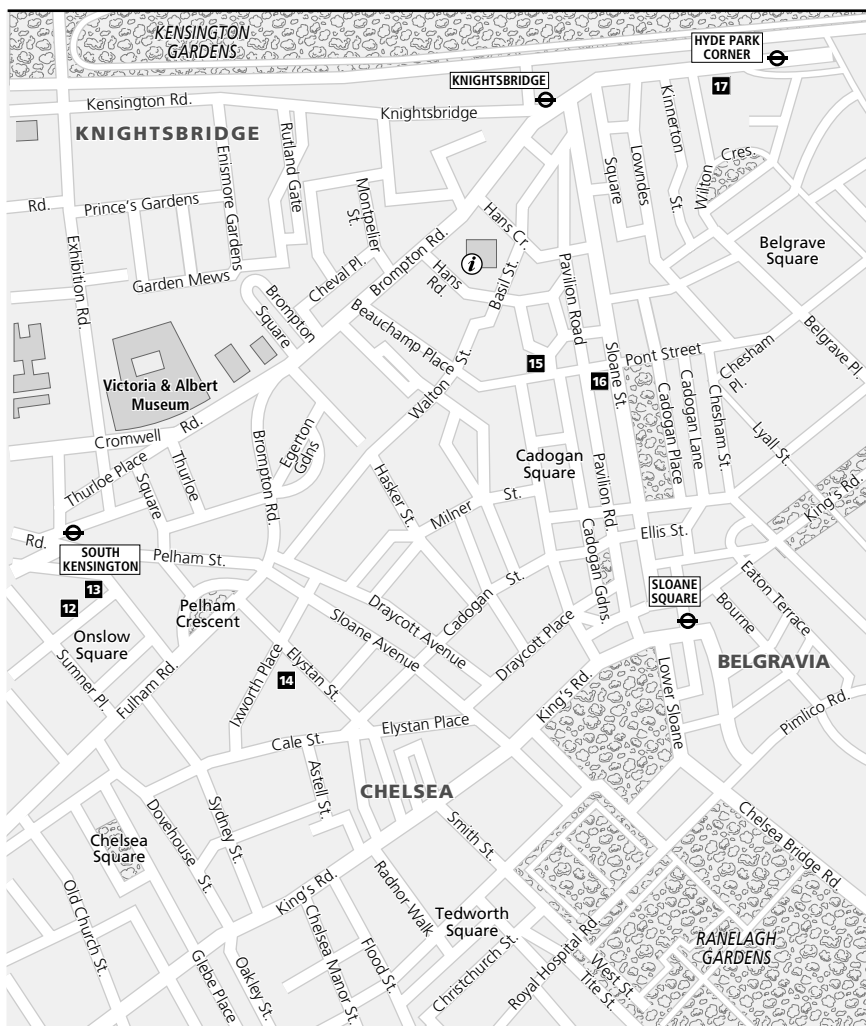 KENSINGTON
GARDENS
HYDE PARK
CORNER
KNIGHTSBRIDGE
17
Kensington Rd.
Knightsbridge
KNIGHTSBRIDGE
Kinnerton
St.
Lowndes
Square
Wilton
Cres.
Rutland Gate
Enismore Gardens
Montpelier
St.
Rd.
Prince's Gardens
Hans Cr.
Brompton Rd.
Exhibition Rd.
Belgrave
Square
i
Hans
Rd.
Basil St.
Pavilion Road
Cheval Pl.
Garden Mews
Brompton
Square
Beauchamp Place
Belgrave Pl.
Sloane St.
Pont Street
Chesham
Pl.
15
16
Victoria & Albert
Museum
Walton St.
Cadogan Place
Cadogan Lane
Chesham St.
Lyall St.
Cromwell Rd.
Brompton Rd.
Egerton
Gdns
Thurloe Place
Thurloe
Square
Cadogan
Square
Hasker St.
Pavilion Rd
Milner St.
King's Rd.
Ellis St.
Rd.
SOUTH
KENSINGTON
Pelham St.
Cadogan Gdns.
SLOANE
SQUARE
13
12
Pelham
Crescent
Draycott Avenue
Cadogan St.
Sloane Avenue
Draycott Place
Eaton Terrace
Bourne
Onslow
Square
Sumner Pl.
Fulham Rd.
Ixworth Place
14
Elystan St.
BELGRAVIA
Lower Sloane
King's Rd.
Pimlico Rd.
Elystan Place
Cale St.
Astell St.
CHELSEA
Chelsea
Square
Dovehouse St.
Sydney St.
Smith St.
Chelsea Bridge Rd.
King's Rd.
Radnor Walk
Old Church St.
Tedworth
Square
Chelsea Manor St.
Flood St.
Glebe Place
Oakley St.
Christchurch St.
Royal Hospital Rd.
West St.
Tite St.
RANELAGH
GARDENS